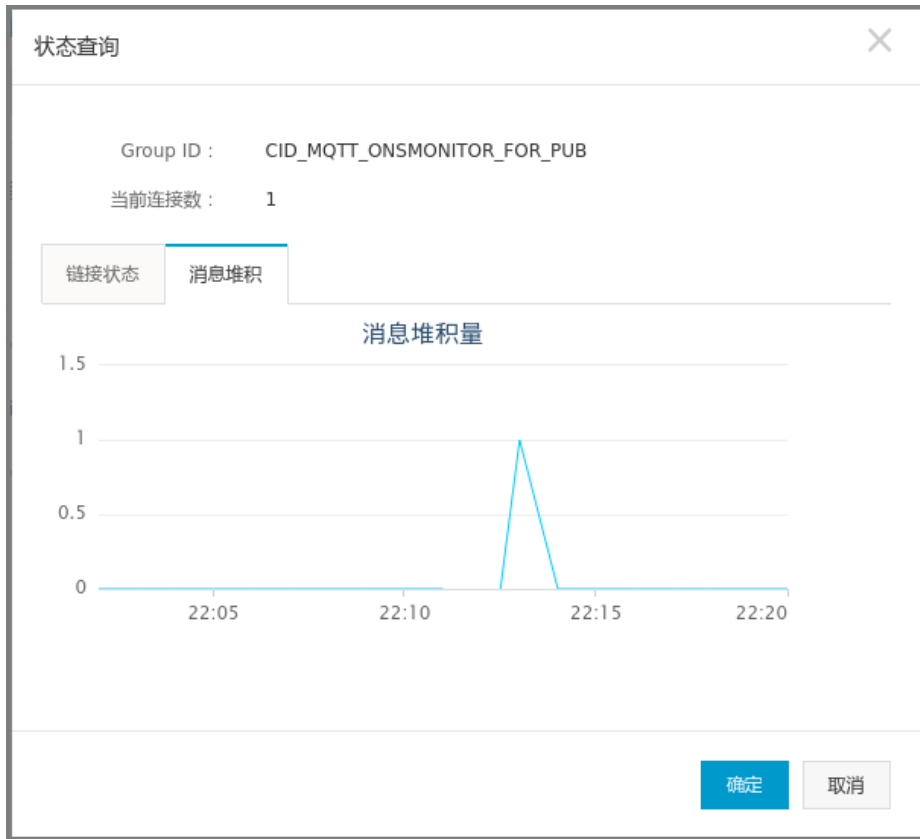 状态查询
Group ID : CID_MQTT_ONSMONITOR_FOR_PUB
当前连接数 : 1
链接状态 消息堆积
消息堆积量
1.5
1
0.5
0
22:05 22:10 22:15 22:20
确定 取消